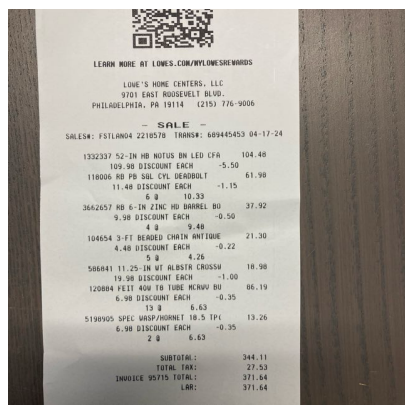 LEARN MORE AT LOWES.COM/MYLOWESREWARDS
LOWE'S HOME CENTERS, LLC
9701 EAST ROOSEVELT BLVD.
PHILADELPHIA, PA 19114 (215) 776-9006
- SALE -
SALES#: FSTLAN04 2218578 TRANS#: 689445453 04-17-24
1332337 52-IN HB NOTUS BN LED CFA 104.48
109.98 DISCOUNT EACH -5.50
118006 RB PB SGL CYL DEADBOLT 61.98
11.48 DISCOUNT EACH -1.15
6 @ 10.33
3662657 RB 6-IN ZINC HD BARREL BO 37.92
9.98 DISCOUNT EACH -0.50
4 @ 9.48
104654 3-FT BEADED CHAIN ANTIQUE 21.30
4.48 DISCOUNT EACH -0.22
5 @ 4.26
586841 11.25-IN WT ALBSTR CROSSW 18.98
19.98 DISCOUNT EACH -1.00
120884 FEIT 40W T8 TUBE MCRWV BU 86.19
6.98 DISCOUNT EACH -0.35
13 @ 6.63
5198905 SPEC WASP/HORNET 18.5 TP( 13.26
6.98 DISCOUNT EACH -0.35
2 @ 6.63
SUBTOTAL: 344.11
TOTAL TAX: 27.53
INVOICE 95715 TOTAL: 371.64
LAR: 371.64